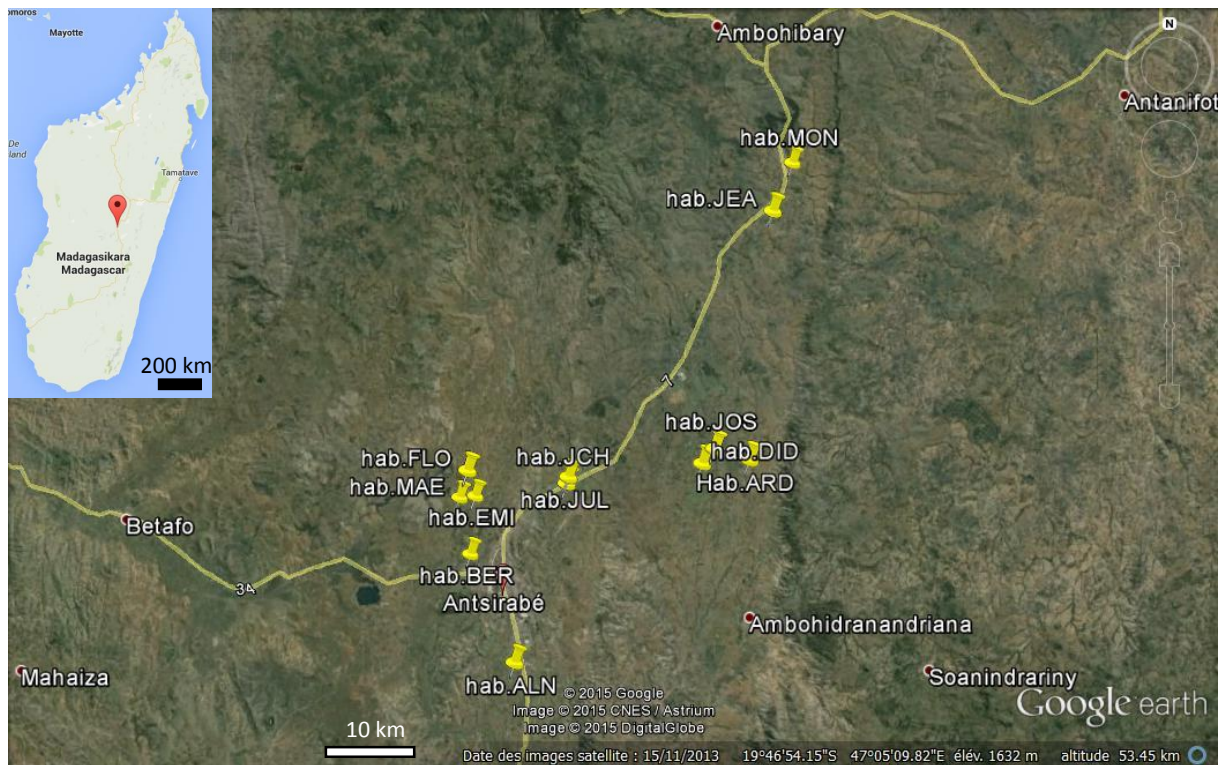 omoros
Mayotte
De
land
Tamatave
Madagasikara
Madagascar
200 km
Ambohibary
N
Antanifot
hab.MON
hab.JEA
7
hab.JOS
hab.DID
Hab.ARD
hab.FLO
hab.JCH
hab.MAE
hab.JUL
hab.EMI
Betafo
34
hab.BER
Antsirabé
Ambohidranandriana
Mahaiza
hab.ALN
Soanindrariny
© 2015 Google
Image © 2015 CNES / Astrium
Image © 2015 DigitalGlobe
Google earth
10 km
Date des images satellite : 15/11/2013 19°46'54.15"S 47°05'09.82"E élév. 1632 m altitude 53.45 km